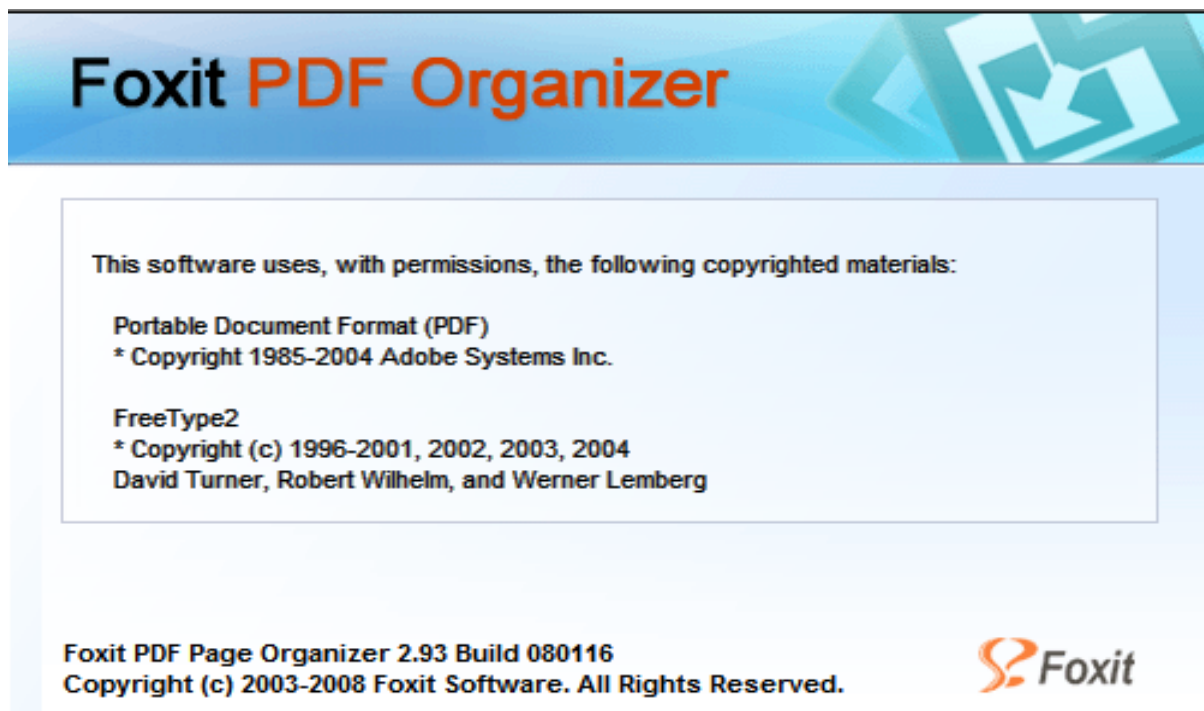 Foxit PDF Organizer
This software uses, with permissions, the following copyrighted materials:
Portable Document Format (PDF)
* Copyright 1985-2004 Adobe Systems Inc.
FreeType2
* Copyright (c) 1996-2001, 2002, 2003, 2004
David Turner, Robert Wilhelm, and Werner Lemberg
Foxit PDF Page Organizer 2.93 Build 080116
Copyright (c) 2003-2008 Foxit Software. All Rights Reserved.
Foxit